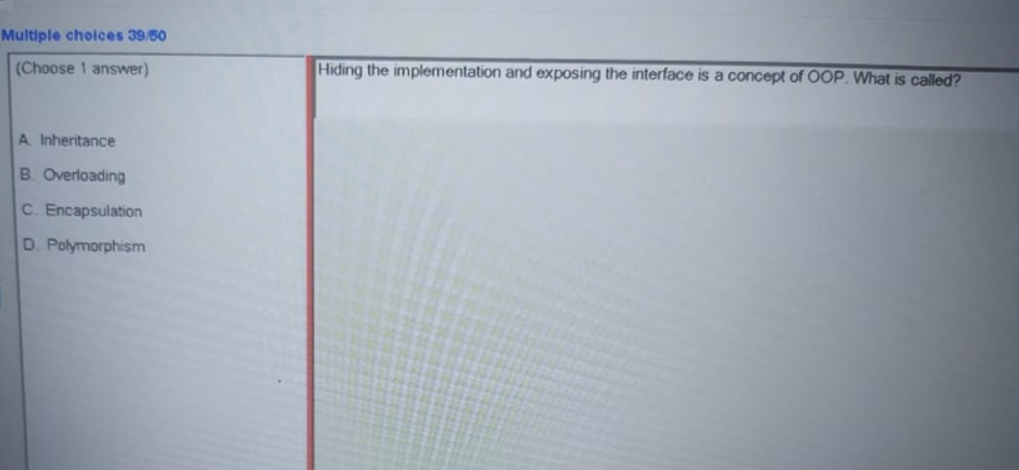 Multiple choices 39/50
(Choose 1 answer)
Hiding the implementation and exposing the interface is a concept of OOP. What is called?
A. Inheritance
B. Overloading
C. Encapsulation
D. Polymorphism